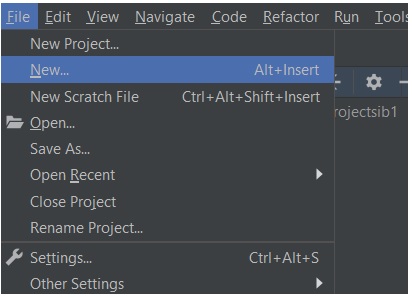 File Edit View Navigate Code Refactor Run Tools
New Project...
New... Alt+Insert
New Scratch File Ctrl+Alt+Shift+Insert
rojectsib1
Open...
Save As...
Open Recent
Close Project
Rename Project...
Settings... Ctrl+Alt+S
Other Settings